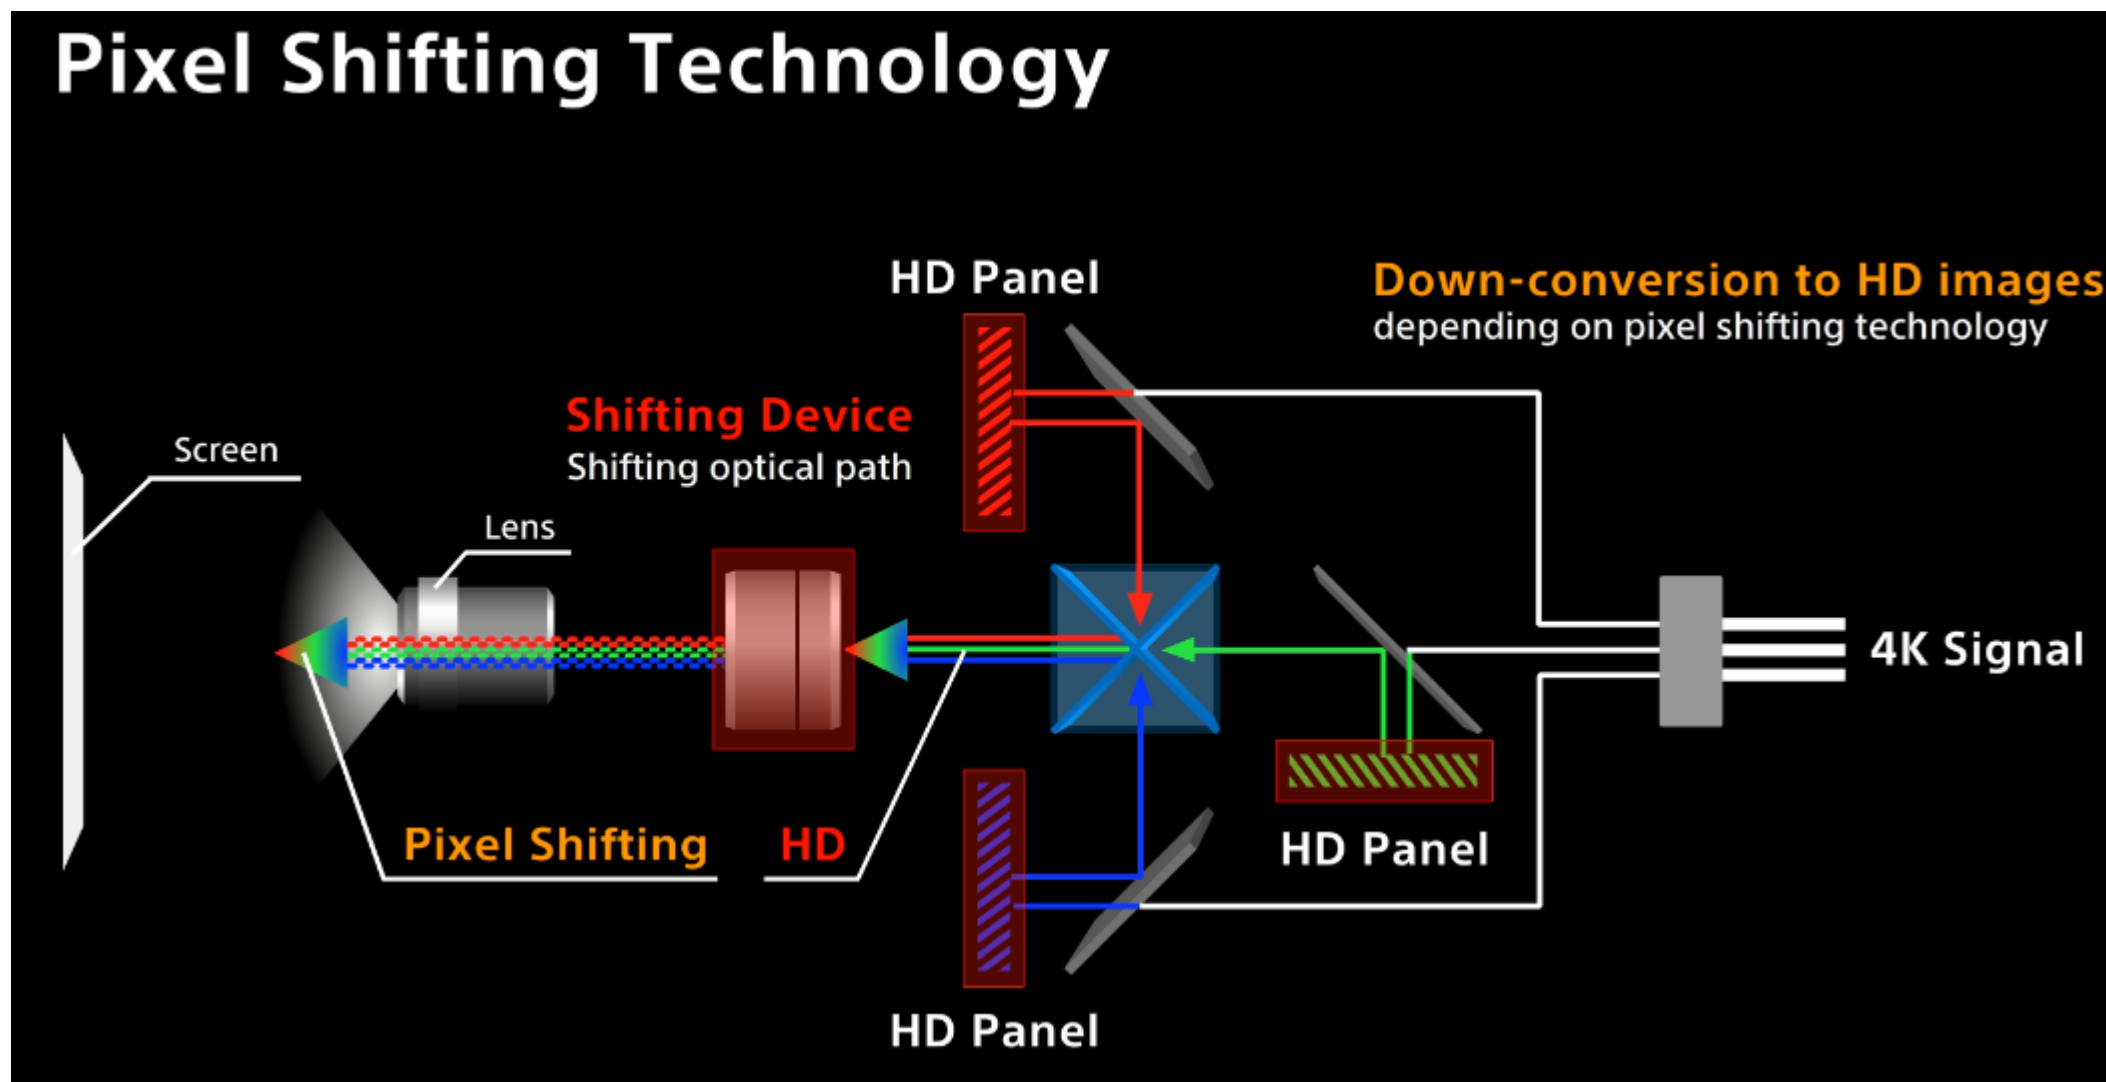 Pixel Shifting Technology
HD Panel
Down-conversion to HD images
depending on pixel shifting technology
Shifting Device
Shifting optical path
Screen
Lens
4K Signal
Pixel Shifting
HD
HD Panel
HD Panel